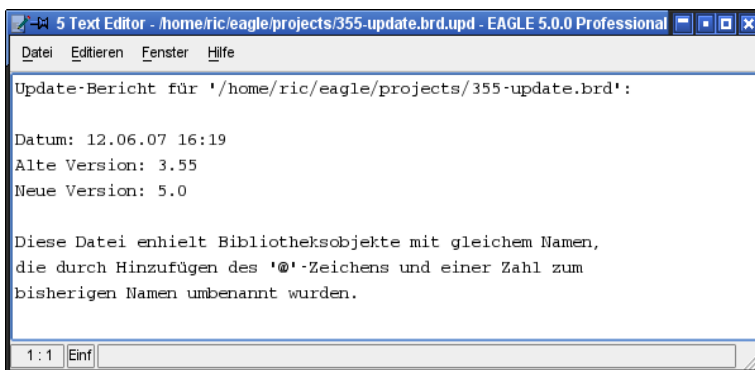 5 Text Editor - /home/ric/eagle/projects/355-update.brd.upd - EAGLE 5.0.0 Professional
Datei Editieren Fenster Hilfe
Update-Bericht für '/home/ric/eagle/projects/355-update.brd':
Datum: 12.06.07 16:19
Alte Version: 3.55
Neue Version: 5.0
Diese Datei enhielt Bibliotheksobjekte mit gleichem Namen,
die durch Hinzufügen des '@'-Zeichens und einer Zahl zum
bisherigen Namen umbenannt wurden.
1 : 1 Einf